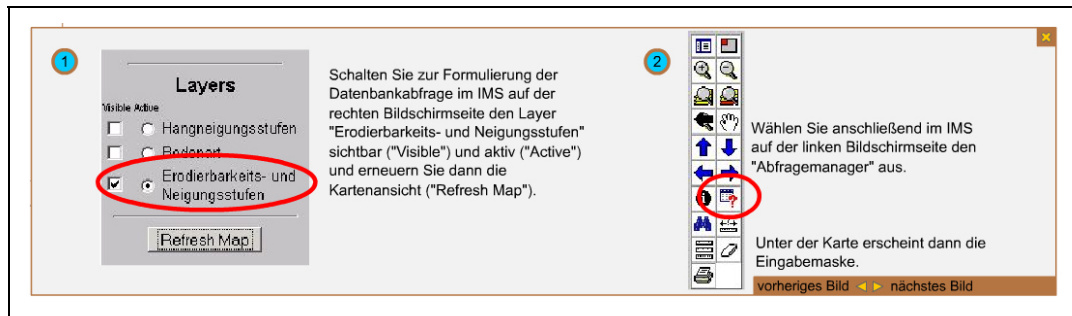 1
Layers
Visible Active
Hangneigungsstufen
Bodenart
Erodierbarkeits- und
Neigungsstufen
Refresh Map
Schalten Sie zur Formulierung der
Datenbankabfrage im IMS auf der
rechten Bildschirmseite den Layer
"Erodierbarkeits- und Neigungsstufen"
sichtbar ("Visible") und aktiv ("Active")
und erneuern Sie dann die
Kartenansicht ("Refresh Map").
2
Wählen Sie anschließend im IMS
auf der linken Bildschirmseite den
"Abfragemanager" aus.
Unter der Karte erscheint dann die
Eingabemaske.
vorheriges Bild nächstes Bild